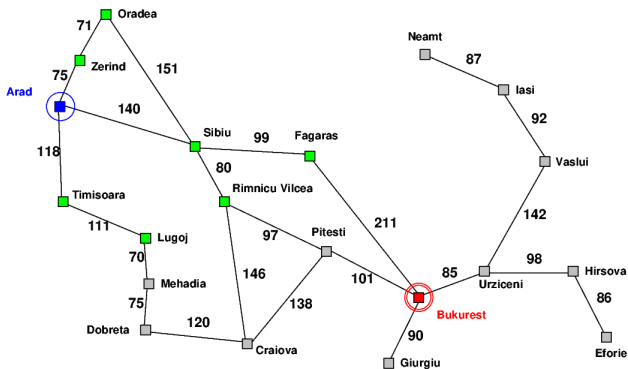 Oradea
71
Neamt
87
Zerind
75
151
Iasi
Arad
92
140
Sibiu
99
Fagaras
118
80
Vaslui
Timisoara
Rimnicu Vilcea
111
97
Pitesti
211
142
Lugoj
70
146
101
85
98
Hirsova
Mehadia
Urziceni
75
138
86
Bukurest
120
90
Dobreta
Craiova
Eforie
Giurgiu